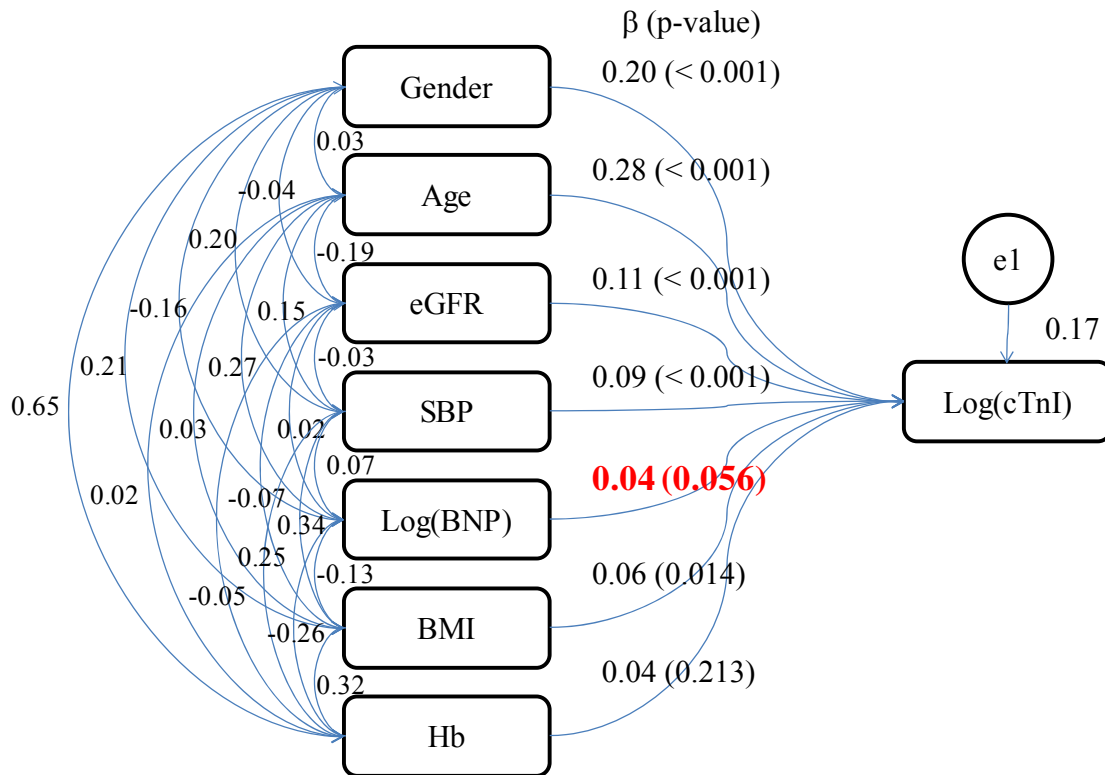 β (p-value)
Gender
0.20 (< 0.001)
0.03
Age
0.28 (< 0.001)
-0.04
0.20
-0.19
e1
eGFR
0.11 (< 0.001)
-0.16
0.15
-0.03
0.17
0.21
0.27
SBP
0.09 (< 0.001)
Log(cTnI)
0.65
0.03
0.02
0.07
0.04 (0.056)
0.02
-0.07
0.34
Log(BNP)
0.25
-0.13
0.06 (0.014)
-0.05
-0.26
BMI
0.04 (0.213)
0.32
Hb